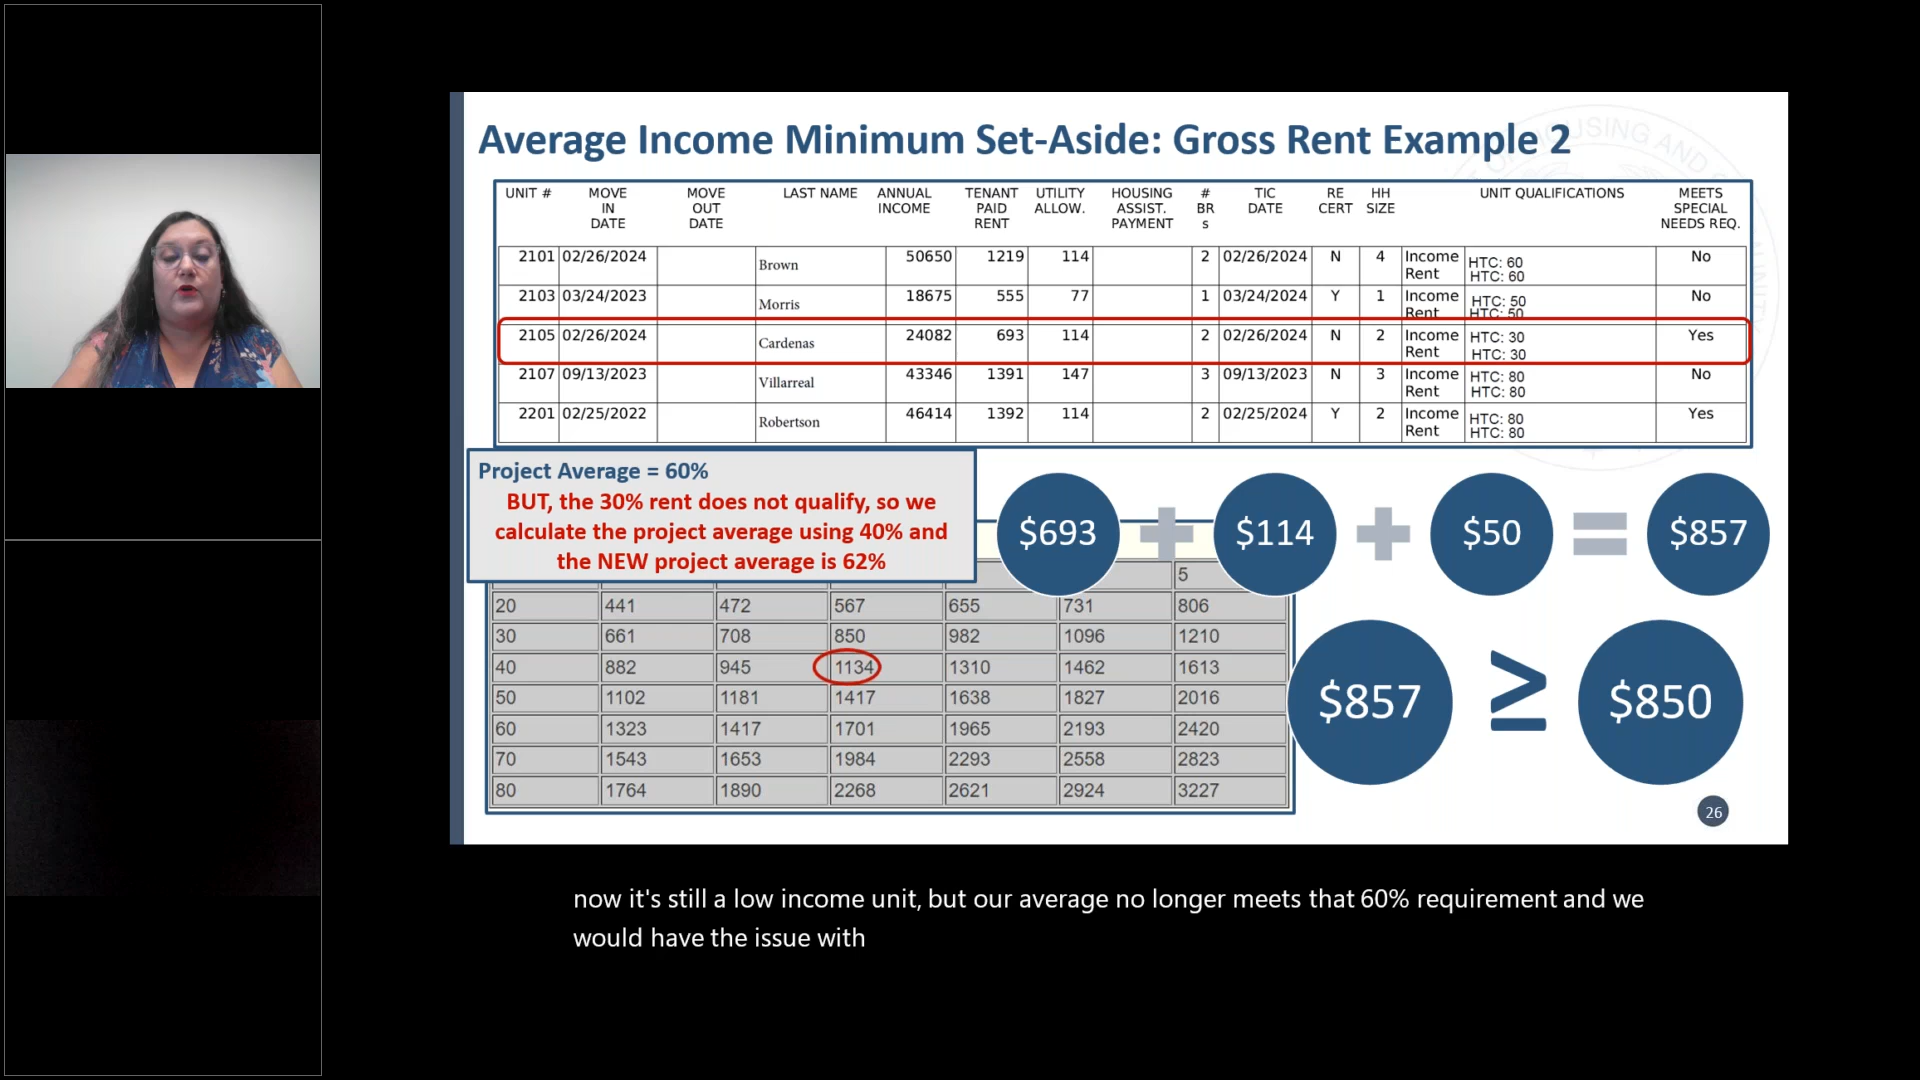 Average Income Minimum Set-Aside: Gross Rent Example 2
UNIT # MOVE IN DATE MOVE OUT DATE LAST NAME ANNUAL INCOME TENANT PAID RENT UTILITY ALLOW. HOUSING ASSIST. PAYMENT # BR s TIC DATE RE CERT HH SIZE UNIT QUALIFICATIONS MEETS SPECIAL NEEDS REQ.
2101 02/26/2024 Brown 50650 1219 114 2 02/26/2024 N 4 Income HTC: 60 No
Rent HTC: 60
2103 03/24/2023 Morris 18675 555 77 1 03/24/2024 Y 1 Income HTC: 50 No
Rent HTC: 50
2105 02/26/2024 Cardenas 24082 693 114 2 02/26/2024 N 2 Income HTC: 30 Yes
Rent HTC: 30
2107 09/13/2023 Villarreal 43346 1391 147 3 09/13/2023 N 3 Income HTC: 80 No
Rent HTC: 80
2201 02/25/2022 Robertson 46414 1392 114 2 02/25/2024 Y 2 Income HTC: 80 Yes
Rent HTC: 80
Project Average = 60%
BUT, the 30% rent does not qualify, so we
calculate the project average using 40% and
the NEW project average is 62%
$693 + $114 + $50 = $857
5
20 441 472 567 655 731 806
30 661 708 850 982 1096 1210
40 882 945 1134 1310 1462 1613
50 1102 1181 1417 1638 1827 2016
60 1323 1417 1701 1965 2193 2420
70 1543 1653 1984 2293 2558 2823
80 1764 1890 2268 2621 2924 3227
$857 ≥ $850
26
now it's still a low income unit, but our average no longer meets that 60% requirement and we
would have the issue with